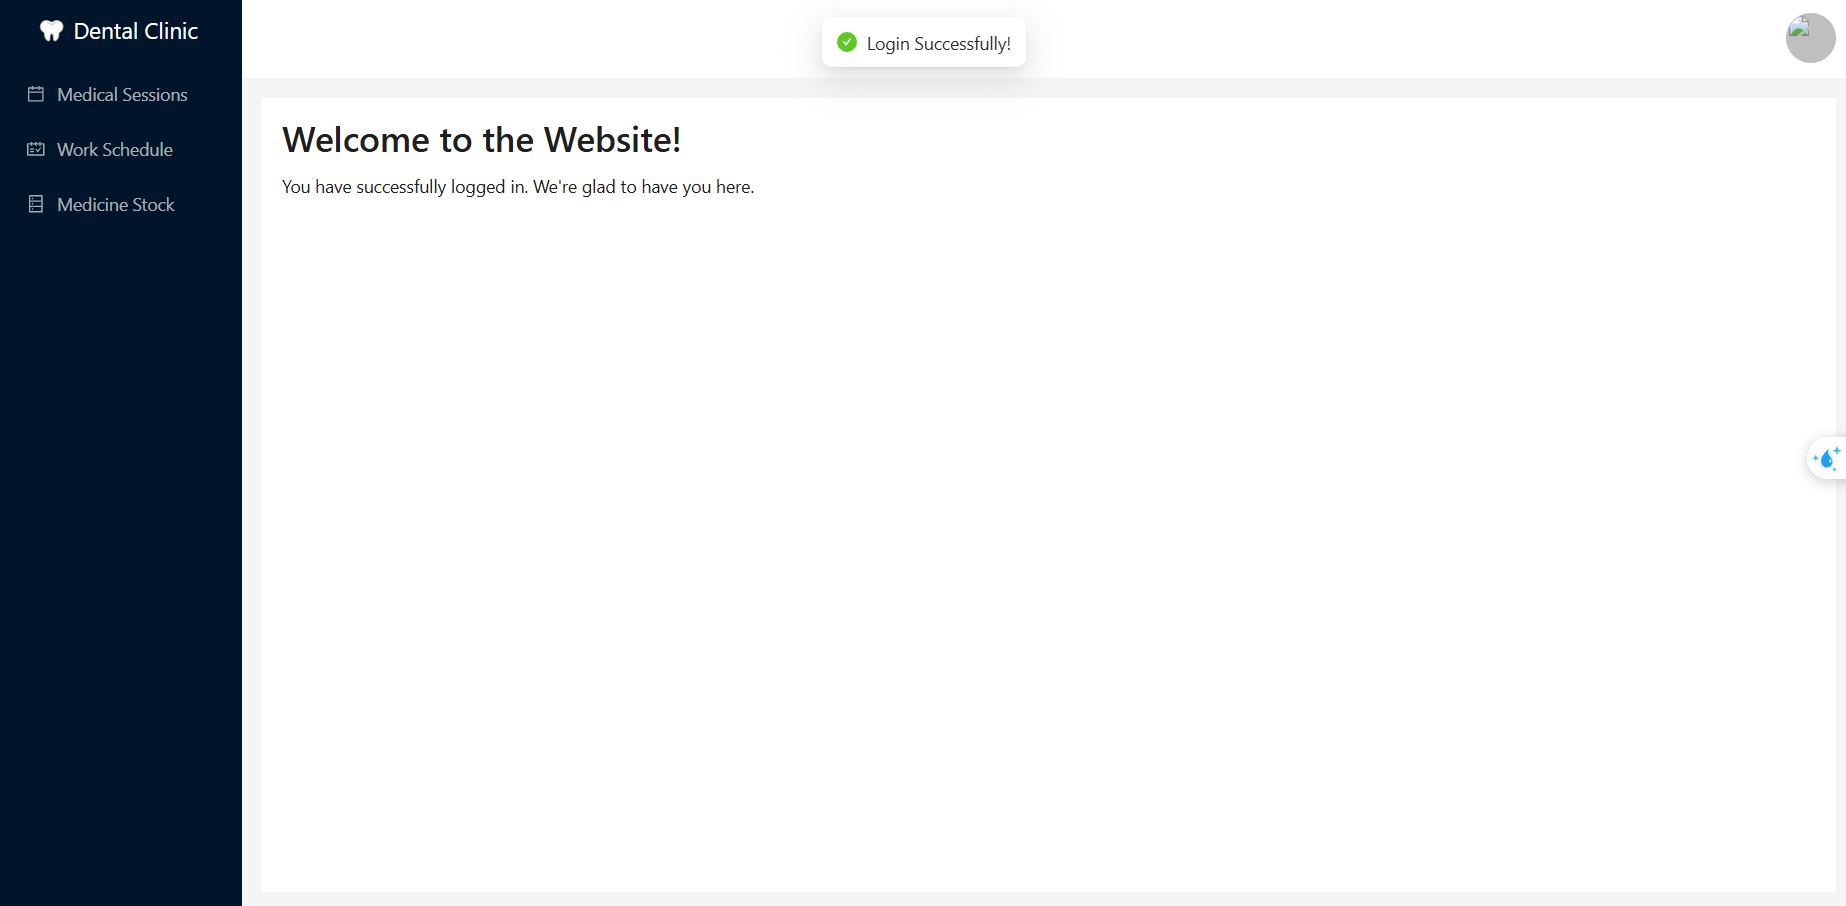 Dental Clinic
Login Successfully!
Medical Sessions
Work Schedule
Medicine Stock
Welcome to the Website!
You have successfully logged in. We're glad to have you here.